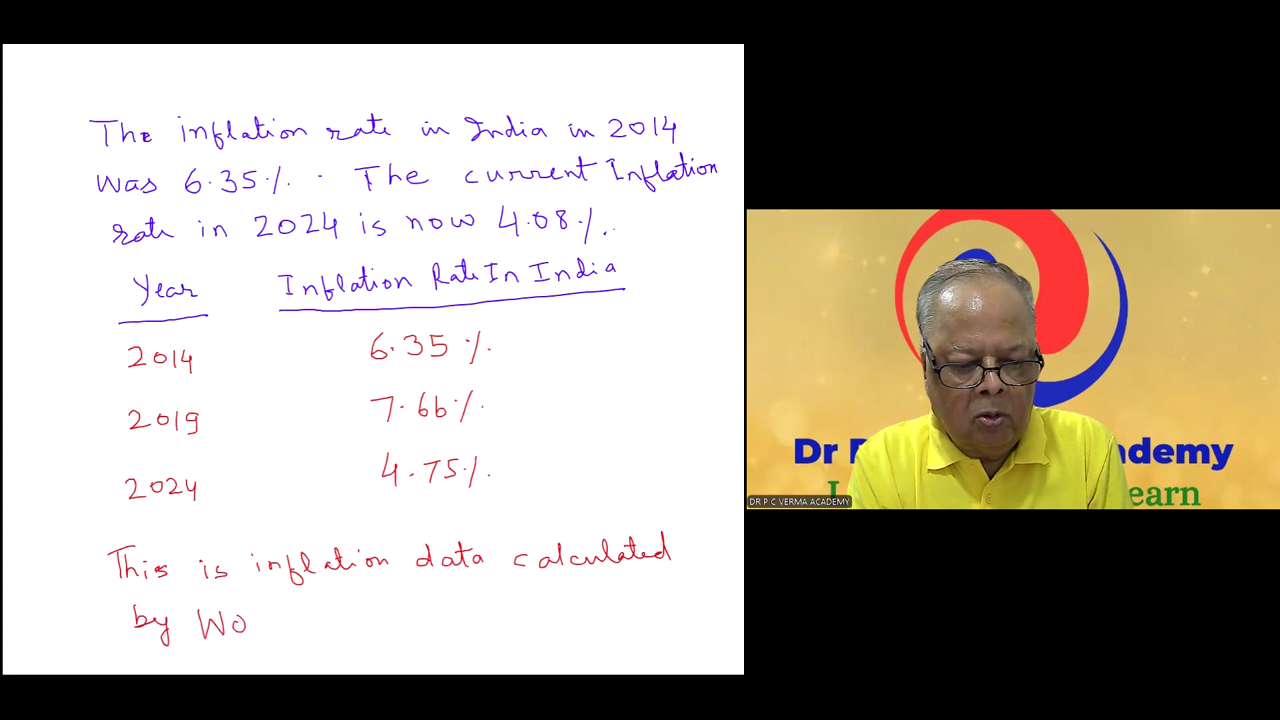 The inflation rate in India in 2014
was 6.35%. The current Inflation
rate in 2024 is now 4.08%.
Year Inflation Rate In India
2014 6.35%.
2019 7.66%.
2024 4.75%.
This is inflation data calculated
by Wo
Dr P demy
L earn
DR P C VERMA ACADEMY